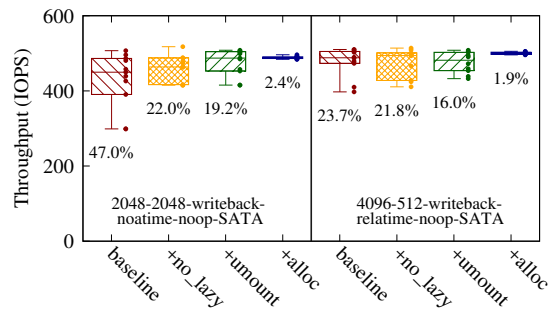 Throughput (IOPS)
600
400
200
0
47.0%
22.0%
19.2%
2.4%
23.7%
21.8%
16.0%
1.9%
2048-2048-writeback-
noatime-noop-SATA
4096-512-writeback-
relatime-noop-SATA
baseline
+no_lazy
+umount
+alloc
baseline
+no_lazy
+umount
+alloc